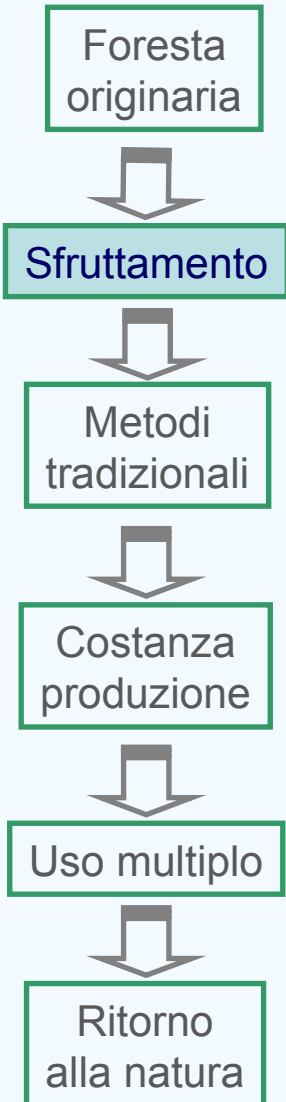 Foresta
originaria
Sfruttamento
Metodi
tradizionali
Costanza
produzione
Uso multiplo
Ritorno
alla natura